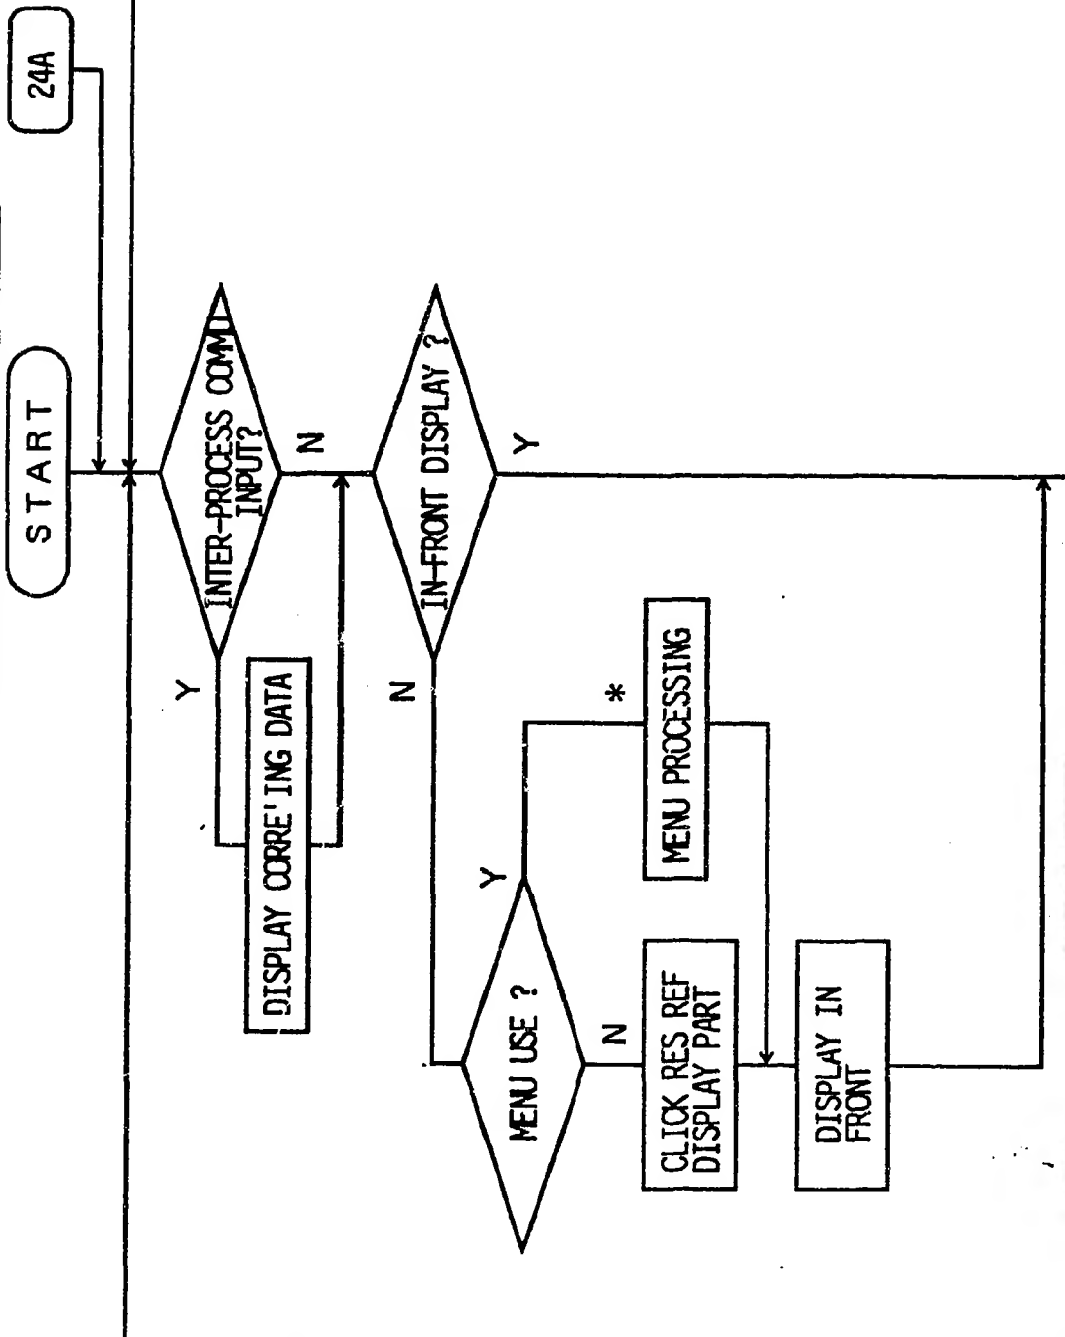 24A
START
INTER-PROCESS COMMU
INPUT?
Y
N
DISPLAY CORRE'ING DATA
IN-FRONT DISPLAY ?
N
Y
MENU USE ?
Y
N
*
MENU PROCESSING
CLICK RES REF
DISPLAY PART
DISPLAY IN
FRONT